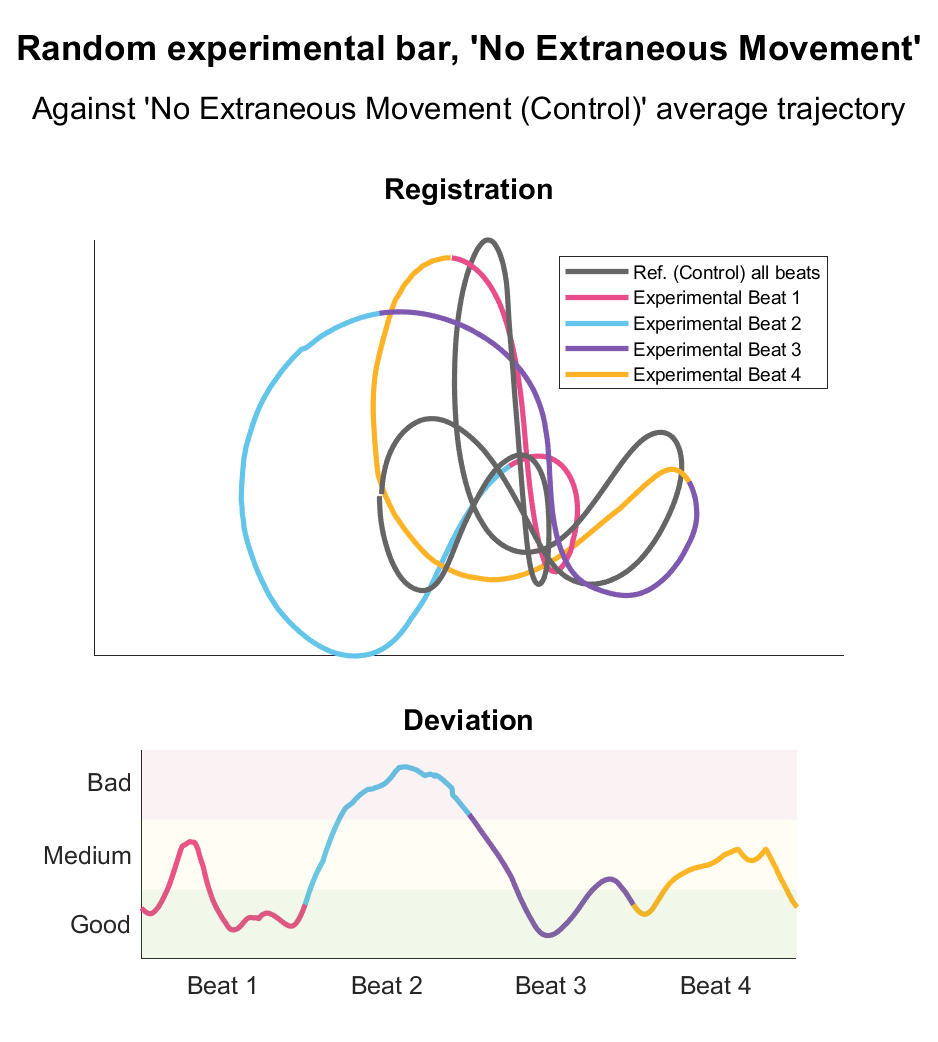 Random experimental bar, 'No Extraneous Movement'
Against 'No Extraneous Movement (Control)' average trajectory
Registration
Ref. (Control) all beats
Experimental Beat 1
Experimental Beat 2
Experimental Beat 3
Experimental Beat 4
Deviation
Bad
Medium
Good
Beat 1 Beat 2 Beat 3 Beat 4